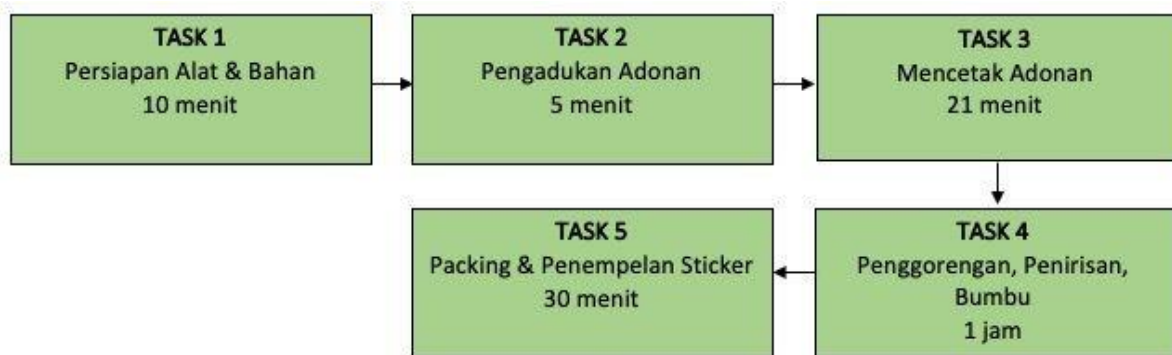 TASK 1
Persiapan Alat & Bahan
10 menit
TASK 2
Pengadukan Adonan
5 menit
TASK 3
Mencetak Adonan
21 menit
TASK 4
Penggorengan, Penirisan,
Bumbu
1 jam
TASK 5
Packing & Penempelan Sticker
30 menit